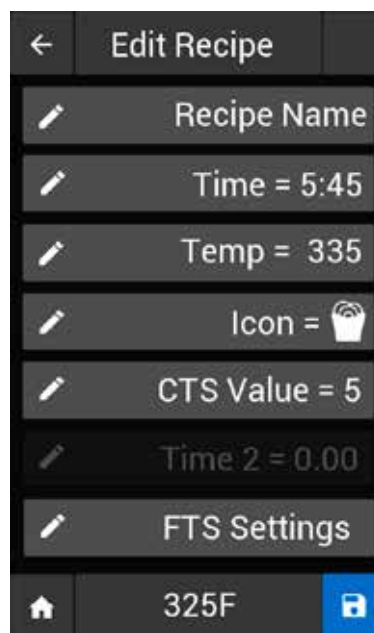 Edit Recipe
Recipe Name
Time = 5:45
Temp = 335
Icon =
CTS Value = 5
Time 2 = 0.00
FTS Settings
325F